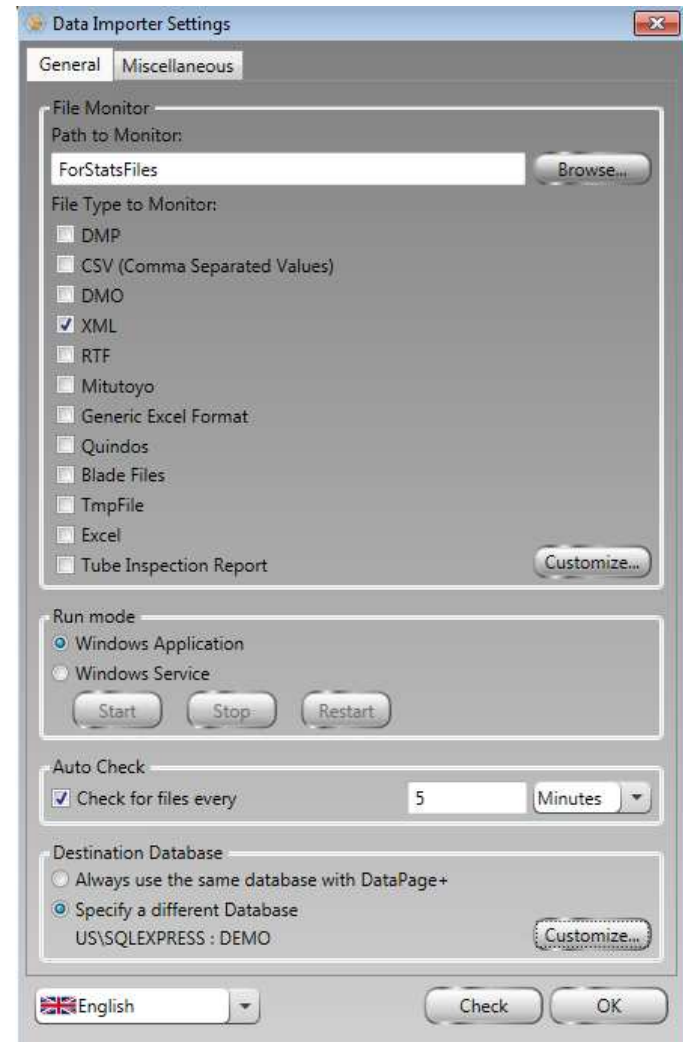 Data Importer Settings
General Miscellaneous
File Monitor
Path to Monitor:
ForStatsFiles Browse...
File Type to Monitor:
DMP
CSV (Comma Separated Values)
DMO
XML
RTF
Mitutoyo
Generic Excel Format
Quindos
Blade Files
TmpFile
Excel
Tube Inspection Report Customize...
Run mode
Windows Application
Windows Service
Start Stop Restart
Auto Check
Check for files every 5 Minutes
Destination Database
Always use the same database with DataPage+
Specify a different Database
US\SQLEXPRESS : DEMO Customize...
English Check OK